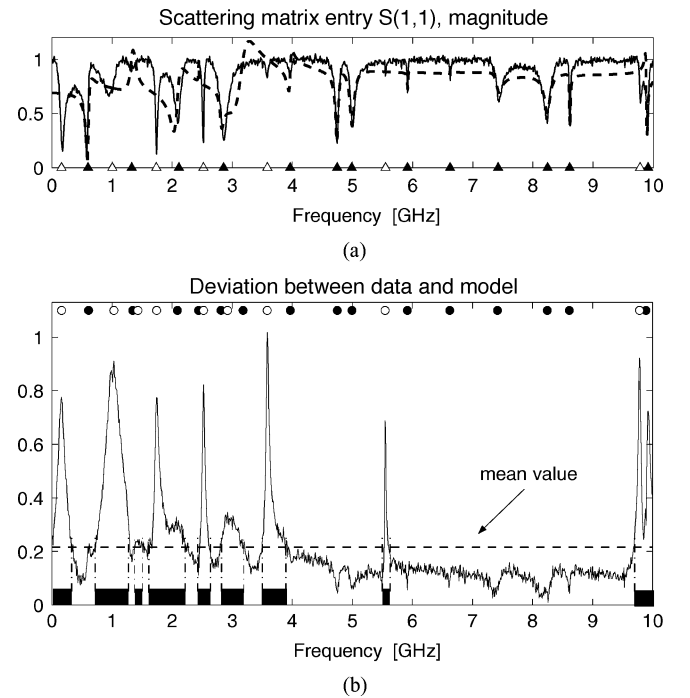 Scattering matrix entry S(1,1), magnitude
1
0.5
0
0 1 2 3 4 5 6 7 8 9 10
Frequency [GHz]
(a)
Deviation between data and model
1
0.8
0.6
0.4
mean value
0.2
0
0 1 2 3 4 5 6 7 8 9 10
Frequency [GHz]
(b)